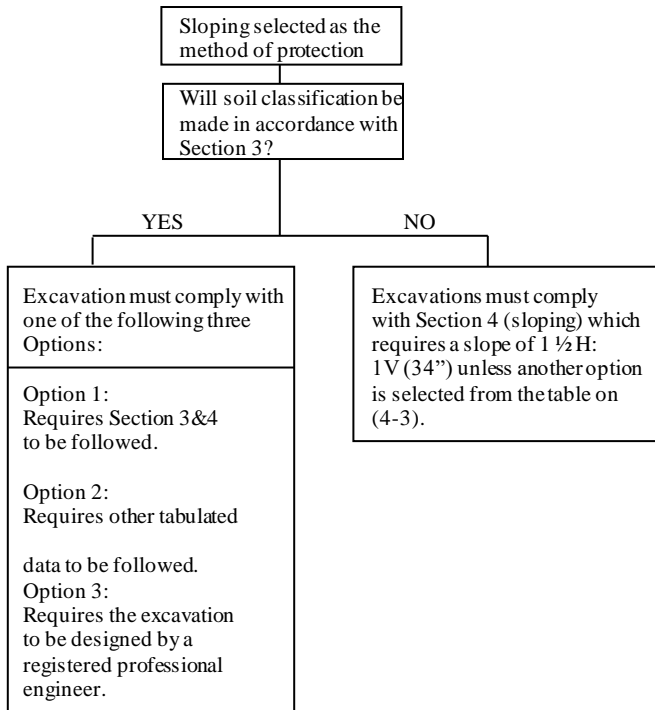 Sloping selected as the
method of protection
Will soil classification be
made in accordance with
Section 3?
YES
NO
Excavation must comply with
one of the following three
Options:
Option 1:
Requires Section 3&4
to be followed.
Option 2:
Requires other tabulated
data to be followed.
Option 3:
Requires the excavation
to be designed by a
registered professional
engineer.
Excavations must comply
with Section 4 (sloping) which
requires a slope of 1 ½ H:
1V (34”) unless another option
is selected from the table on
(4-3).